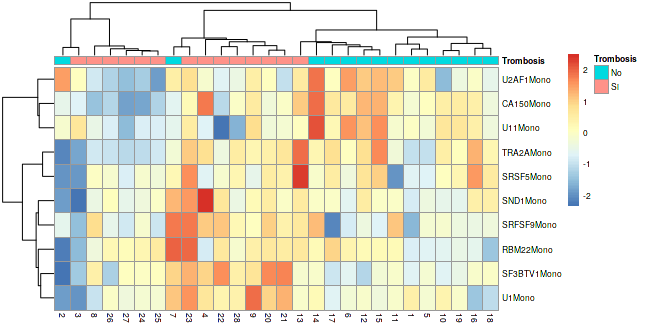 Trombosis
U2AF1Mono
CA150Mono
U11Mono
TRA2AMono
SRSF5Mono
SND1Mono
SRFSF9Mono
RBM22Mono
SF3BTV1Mono
U1Mono
2 3 8 26 27 24 25 7 23 4 22 28 9 20 21 13 14 17 6 12 15 11 1 5 10 19 16 18
2
1
0
-1
-2
Trombosis
No
SI